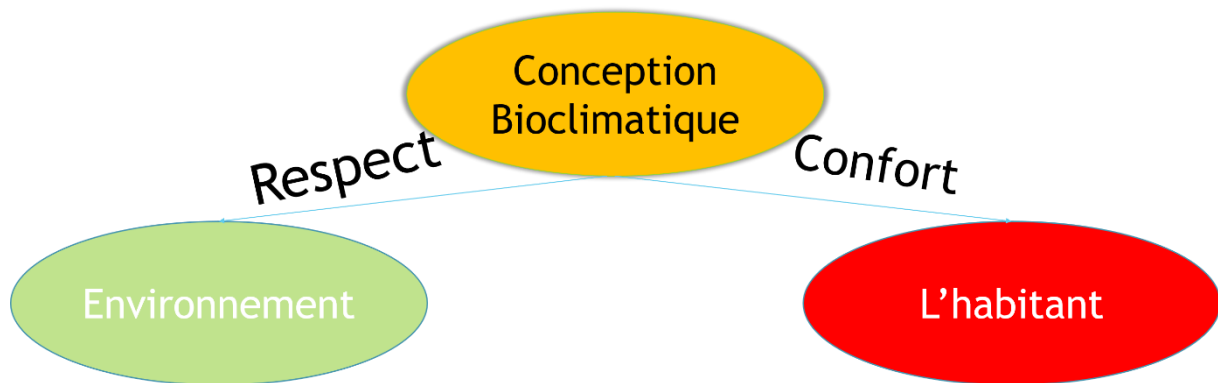 Conception
Bioclimatique
Respect
Confort
Environnement
L’habitant